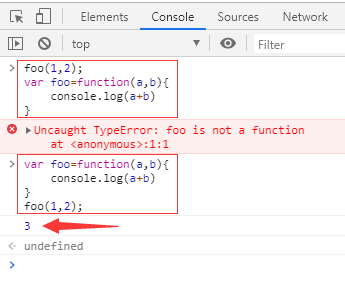 Elements Console Sources Network
top Filter
foo(1,2);
var foo=function(a,b){
console.log(a+b)
}
Uncaught TypeError: foo is not a function
at <anonymous>:1:1
var foo=function(a,b){
console.log(a+b)
}
foo(1,2);
3
undefined